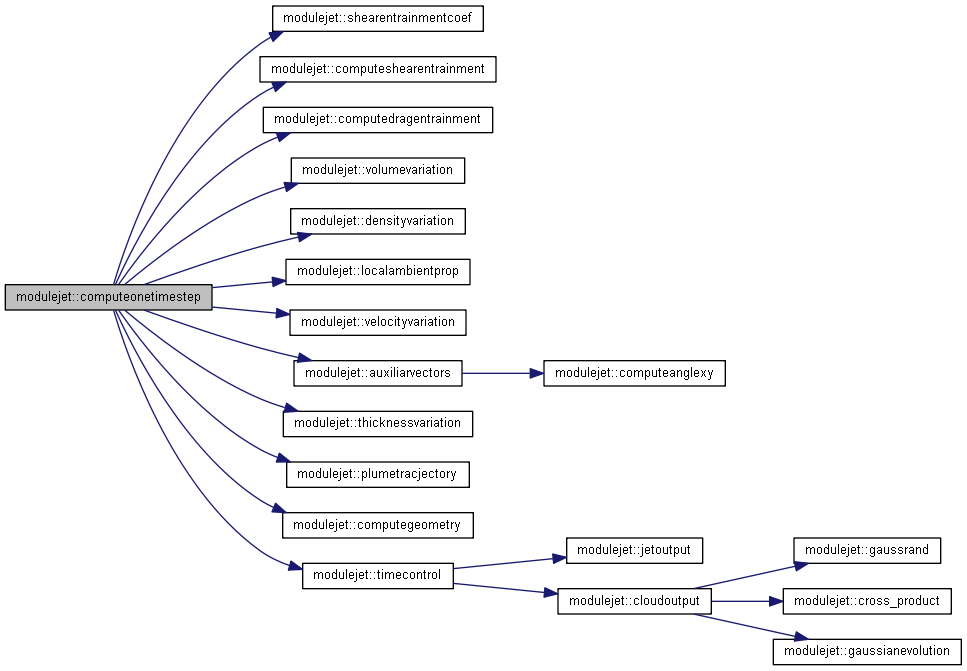 modulejet::shearentrainmentcoef
modulejet::computeshearentrainment
modulejet::computedragentrainment
modulejet::volumevariation
modulejet::densityvariation
modulejet::localambientprop
modulejet::computeonetimestep
modulejet::velocityvariation
modulejet::auxiliarvectors
modulejet::computeanglexy
modulejet::thicknessvariation
modulejet::plumetracjectory
modulejet::computegeometry
modulejet::jetoutput
modulejet::gaussrand
modulejet::timecontrol
modulejet::cloudoutput
modulejet::cross_product
modulejet::gaussianevolution